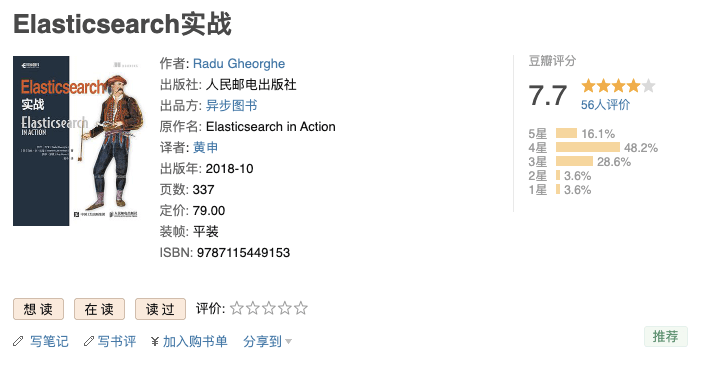 Elasticsearch实战
Elasticsearch
实战
Elasticsearch
IN ACTION
作者: Radu Gheorghe
出版社: 人民邮电出版社
出品方: 异步图书
原作名: Elasticsearch in Action
译者: 黄申
出版年: 2018-10
页数: 337
定价: 79.00
装帧: 平装
ISBN: 9787115449153
豆瓣评分
7.7
56人评价
5星 16.1%
4星 48.2%
3星 28.6%
2星 3.6%
1星 3.6%
想读 在读 读过 评价:
写笔记 写书评 ¥ 加入购书单 分享到
推荐